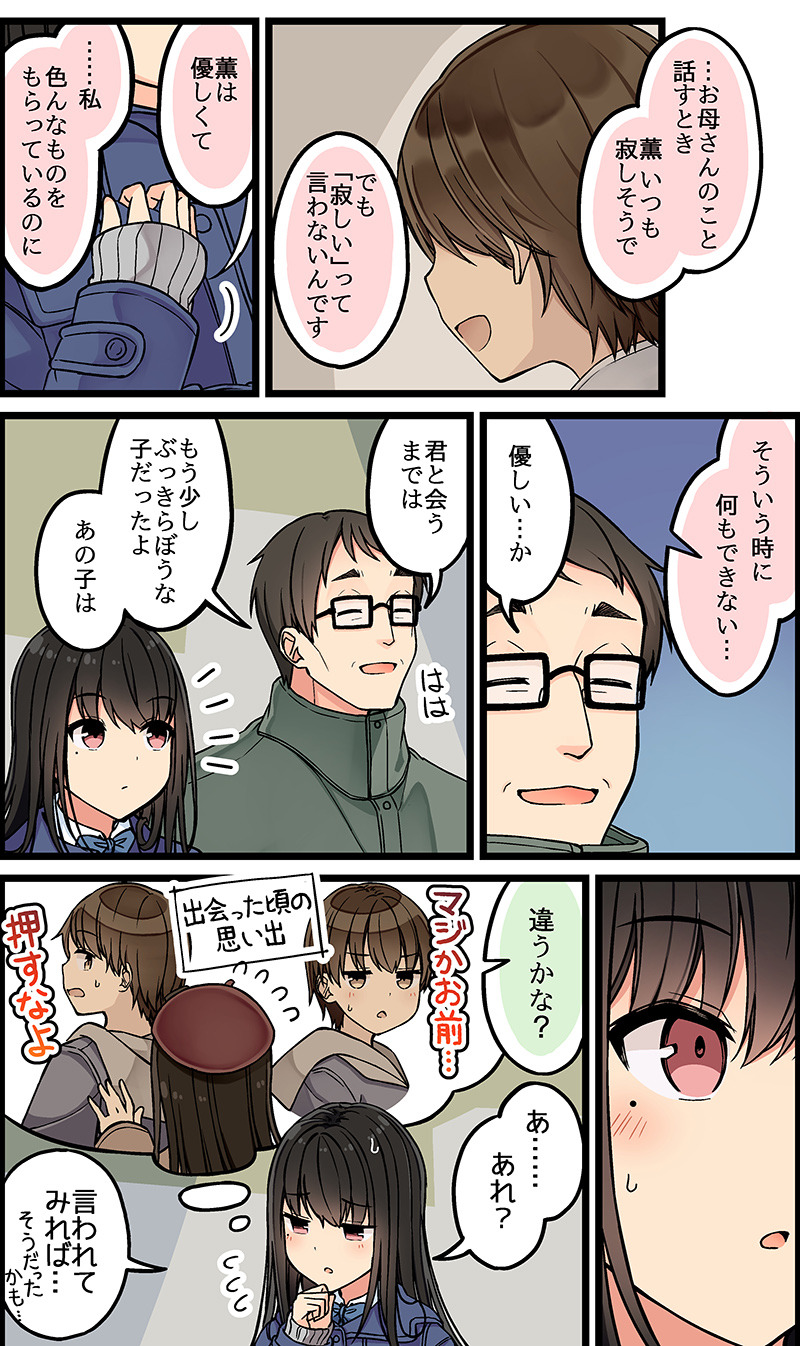 …お母さんのこと
話すとき
薫 いつも
寂しそうで
でも
「寂しい」って
言わないんです
薫は
優しくて
……私
色んなものを
もらっているのに
そういう時に
何もできない…
優しい…か
君と会う
までは
はは
もう少し
ぶっきらぼうな
子だったよ
あの子は
違うかな？
マジかお前…
出会った頃の
思い出
押すなよ
あ……
あれ？
言われて
みれば…
そうだった
かも…